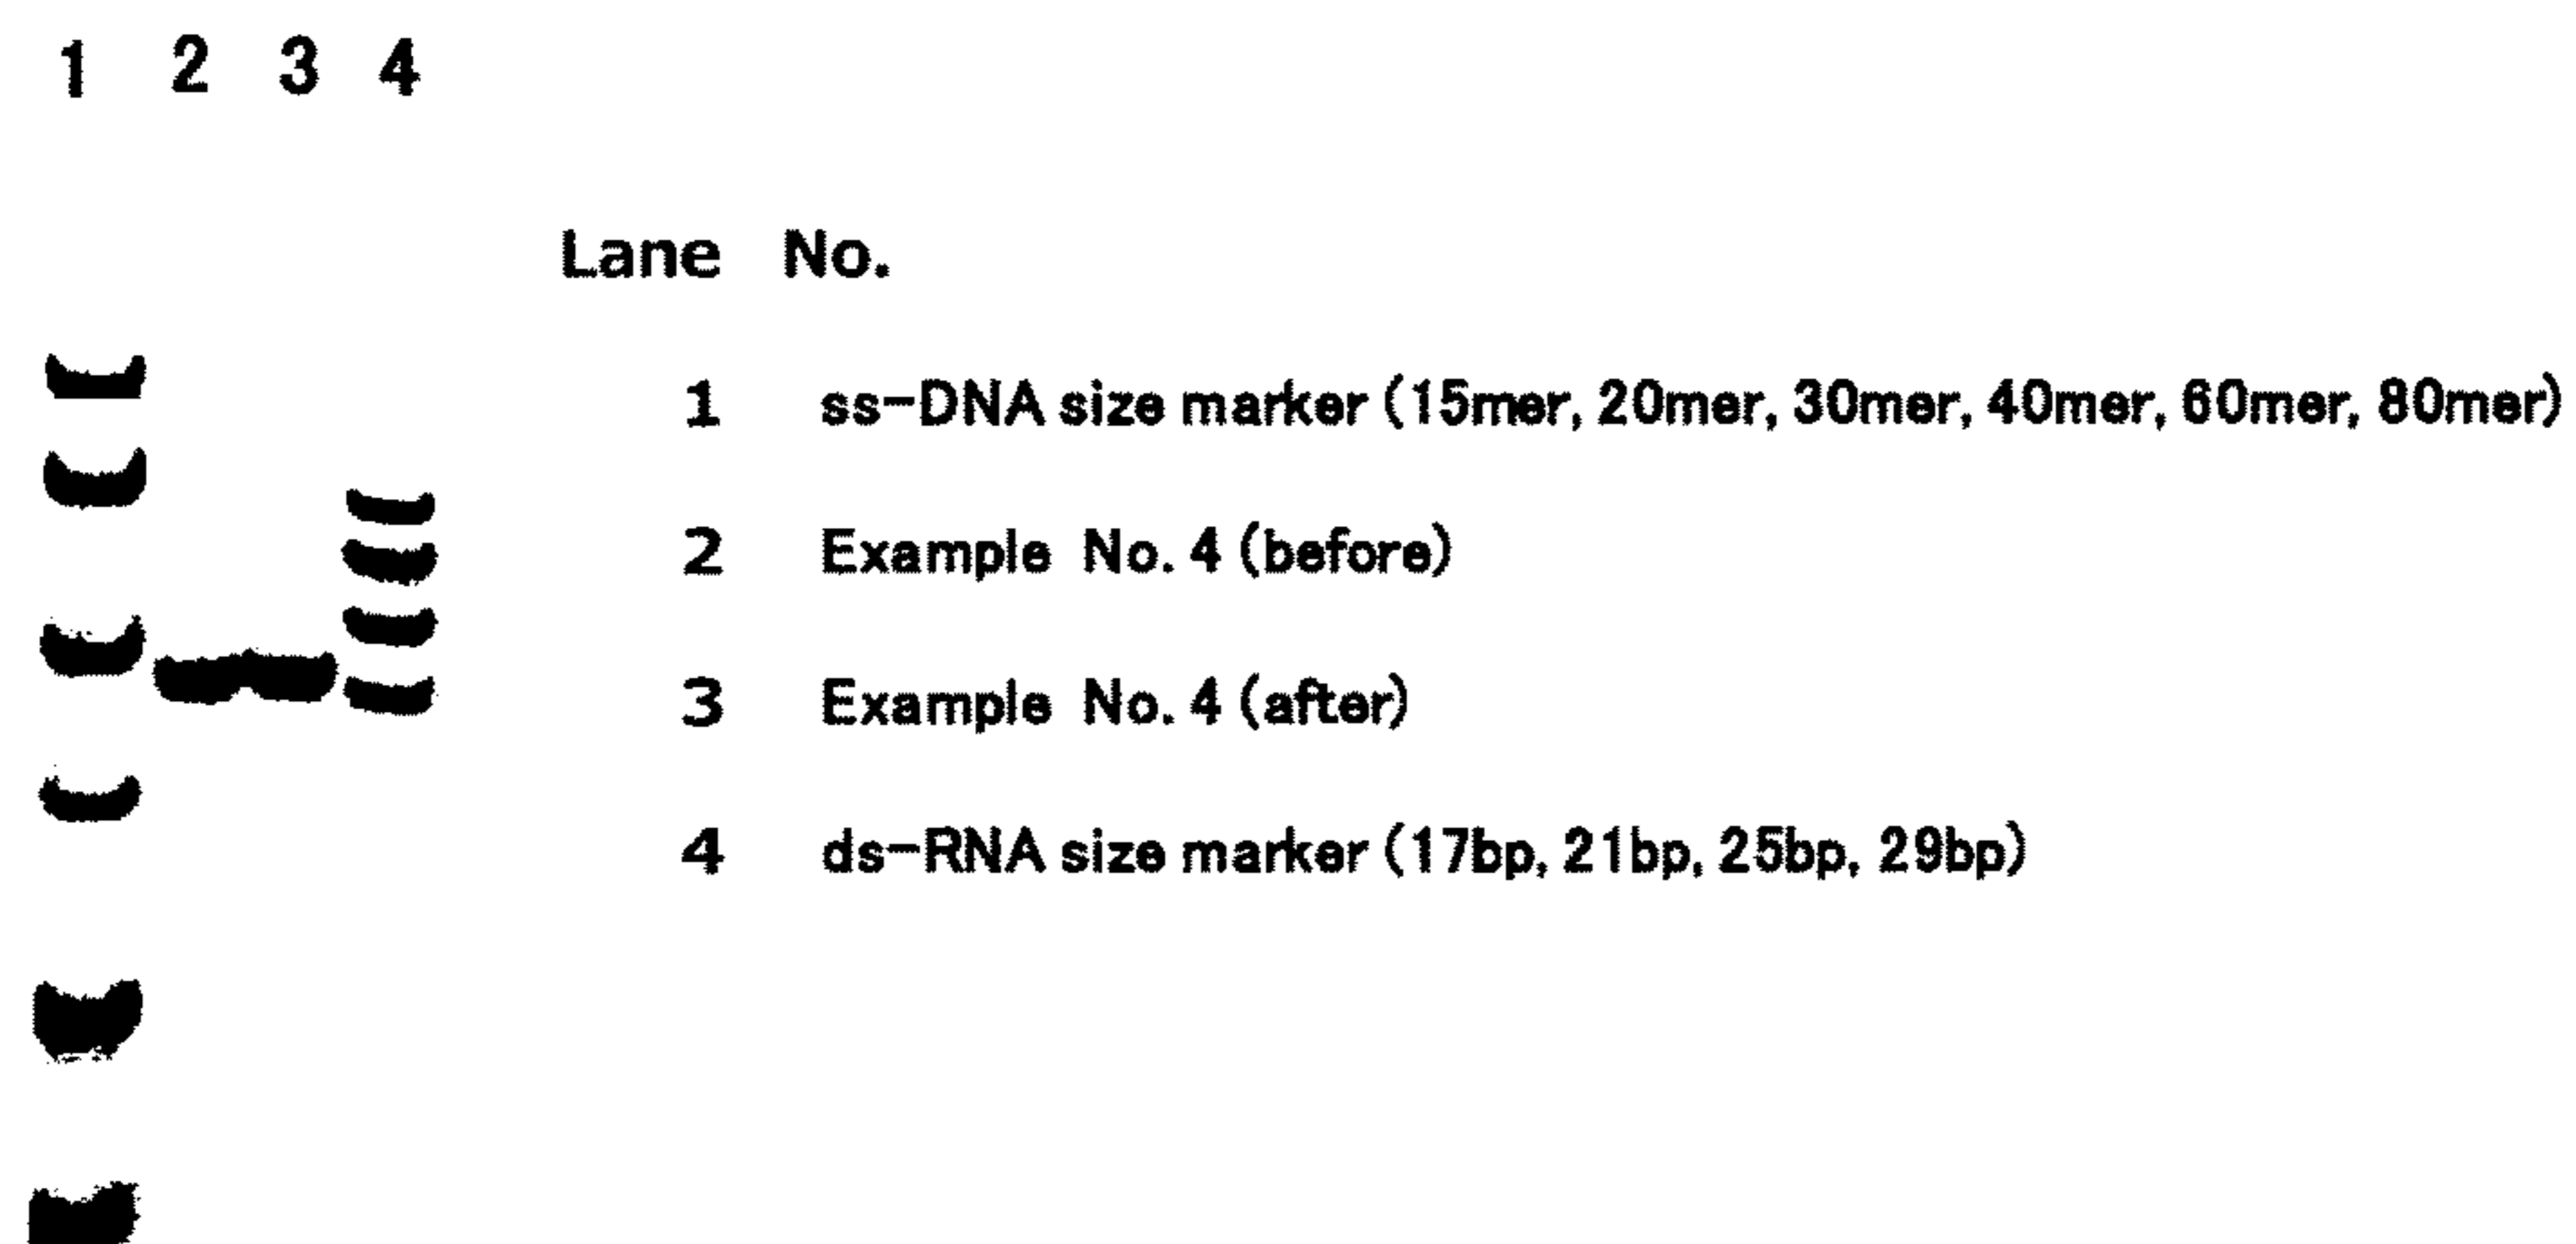 1 2 3 4
Lane No.
1 ss-DNA size marker (15mer, 20mer, 30mer, 40mer, 60mer, 80mer)
2 Example No. 4 (before)
3 Example No. 4 (after)
4 ds-RNA size marker (17bp, 21bp, 25bp, 29bp)